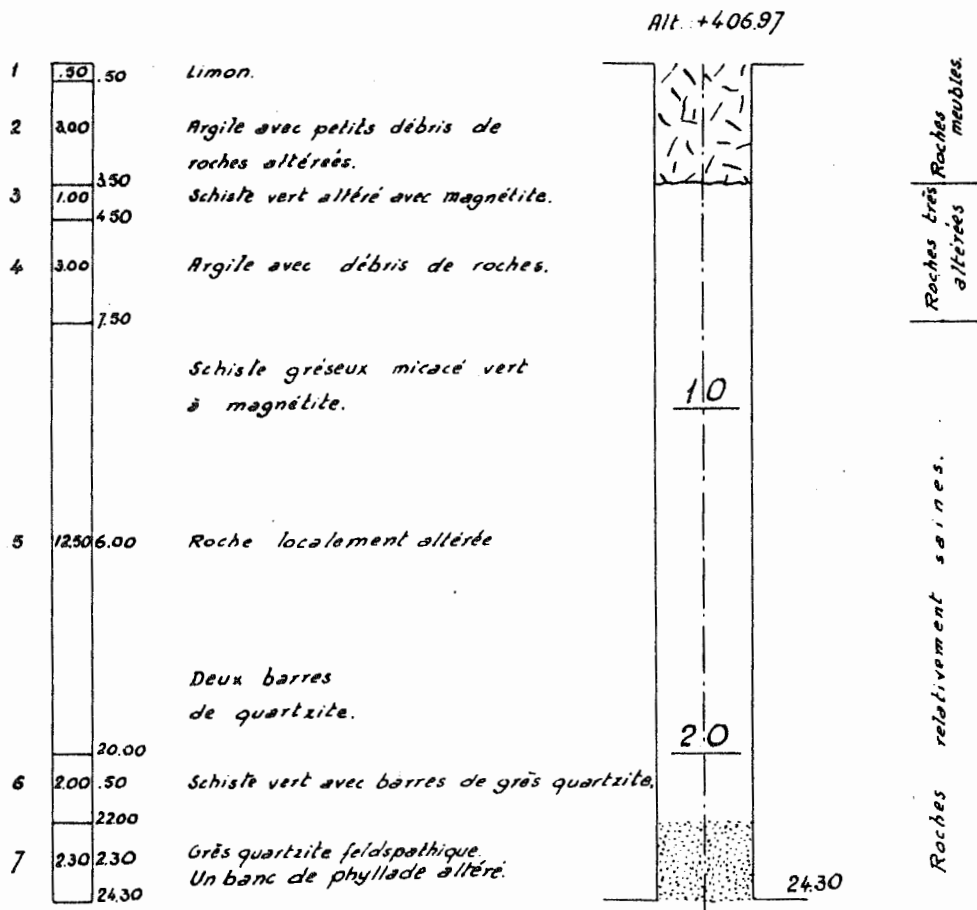 Alt. +406.97
1 .50 .50 Limon.
2 3.00 Argile avec petits débris de
roches altérées.
3.50
3 1.00 Schiste vert altéré avec magnétite.
4.50
4 3.00 Argile avec débris de roches.
7.50
Schiste gréseux micacé vert
à magnétite.
10
5 12.50 6.00 Roche localement altérée
Deux barres
de quartzite.
20.00
20
6 2.00 .50 Schiste vert avec barres de grès quartzite.
22.00
7 2.30 2.30 Grès quartzite feldspathique.
Un banc de phyllade altéré.
24.30
24.30
Roches meubles.
Roches très
altérées
Roches relativement saines.